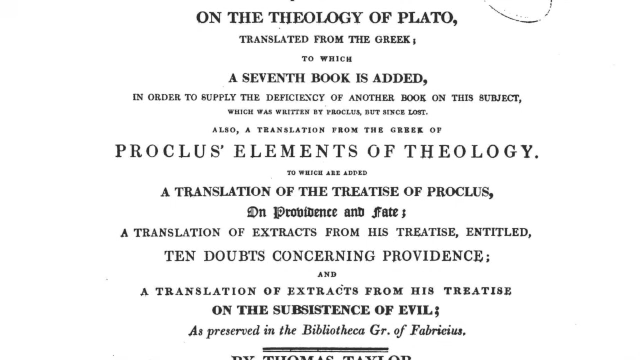 ON THE THEOLOGY OF PLATO,
TRANSLATED FROM THE GREEK;
TO WHICH
A SEVENTH BOOK IS ADDED,
IN ORDER TO SUPPLY THE DEFICIENCY OF ANOTHER BOOK ON THIS SUBJECT,
WHICH WAS WRITTEN BY PROCLUS, BUT SINCE LOST.
ALSO, A TRANSLATION FROM THE GREEK OF
PROCLUS' ELEMENTS OF THEOLOGY.
TO WHICH ARE ADDED
A TRANSLATION OF THE TREATISE OF PROCLUS,
On Providence and Fate;
A TRANSLATION OF EXTRACTS FROM HIS TREATISE, ENTITLED,
TEN DOUBTS CONCERNING PROVIDENCE;
AND
A TRANSLATION OF EXTRACTS FROM HIS TREATISE
ON THE SUBSISTENCE OF EVIL;
As preserved in the Bibliotheca Gr. of Fabricius.
BY THOMAS TAYLOR